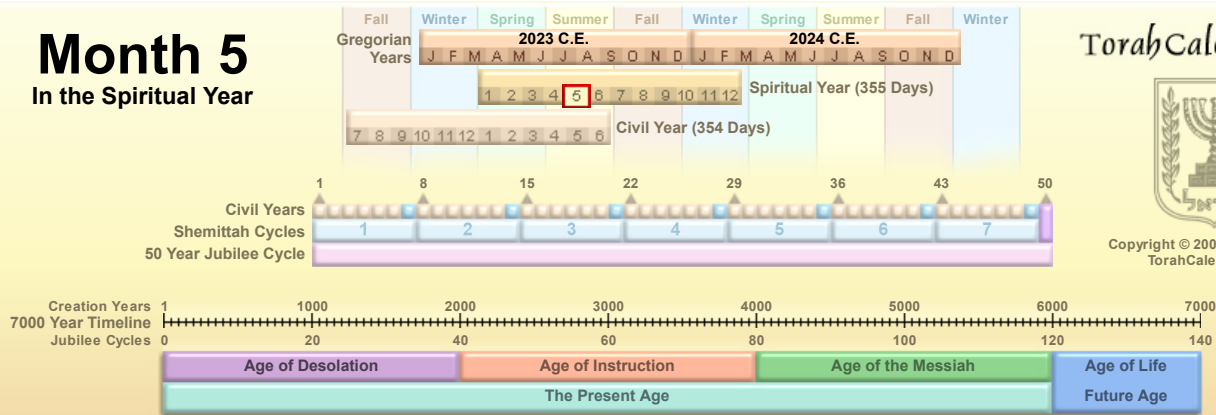 Month 5
In the Spiritual Year
Fall Winter Spring Summer Fall Winter Spring Summer Fall Winter
Gregorian Years
2023 C.E. 2024 C.E.
J F M A M J J A S O N D J F M A M J J A S O N D
1 2 3 4 5 6 7 8 9 10 11 12 Spiritual Year (355 Days)
7 8 9 10 11 12 1 2 3 4 5 6 Civil Year (354 Days)
1 8 15 22 29 36 43 50
Civil Years
Shemittah Cycles 1 2 3 4 5 6 7
50 Year Jubilee Cycle
Creation Years 1 1000 2000 3000 4000 5000 6000 7000
7000 Year Timeline
Jubilee Cycles 0 20 40 60 80 100 120 140
Age of Desolation Age of Instruction Age of the Messiah Age of Life
The Present Age Future Age
TorahCale
Copyright © 200
TorahCale